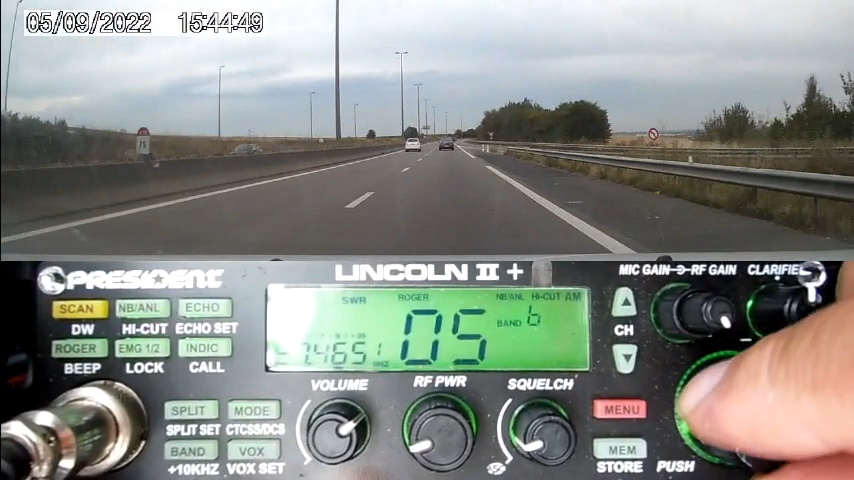 05/09/2022 15:44:49
PRESIDENT LINCOLN II + MIC GAIN RF GAIN CLARIFIE
SCAN NB/ANL ECHO
DW HI-CUT ECHO SET
ROGER EMG 1/2 INDIC
BEEP LOCK CALL
SWR ROGER NB/ANL HI-CUT AM
05 BAND 6
CH
VOLUME RF PWR SQUELCH
SPLIT MODE
SPLIT SET CTCSS/DCS
BAND VOX
+10KHZ VOX SET
MENU
MEM
STORE PUSH